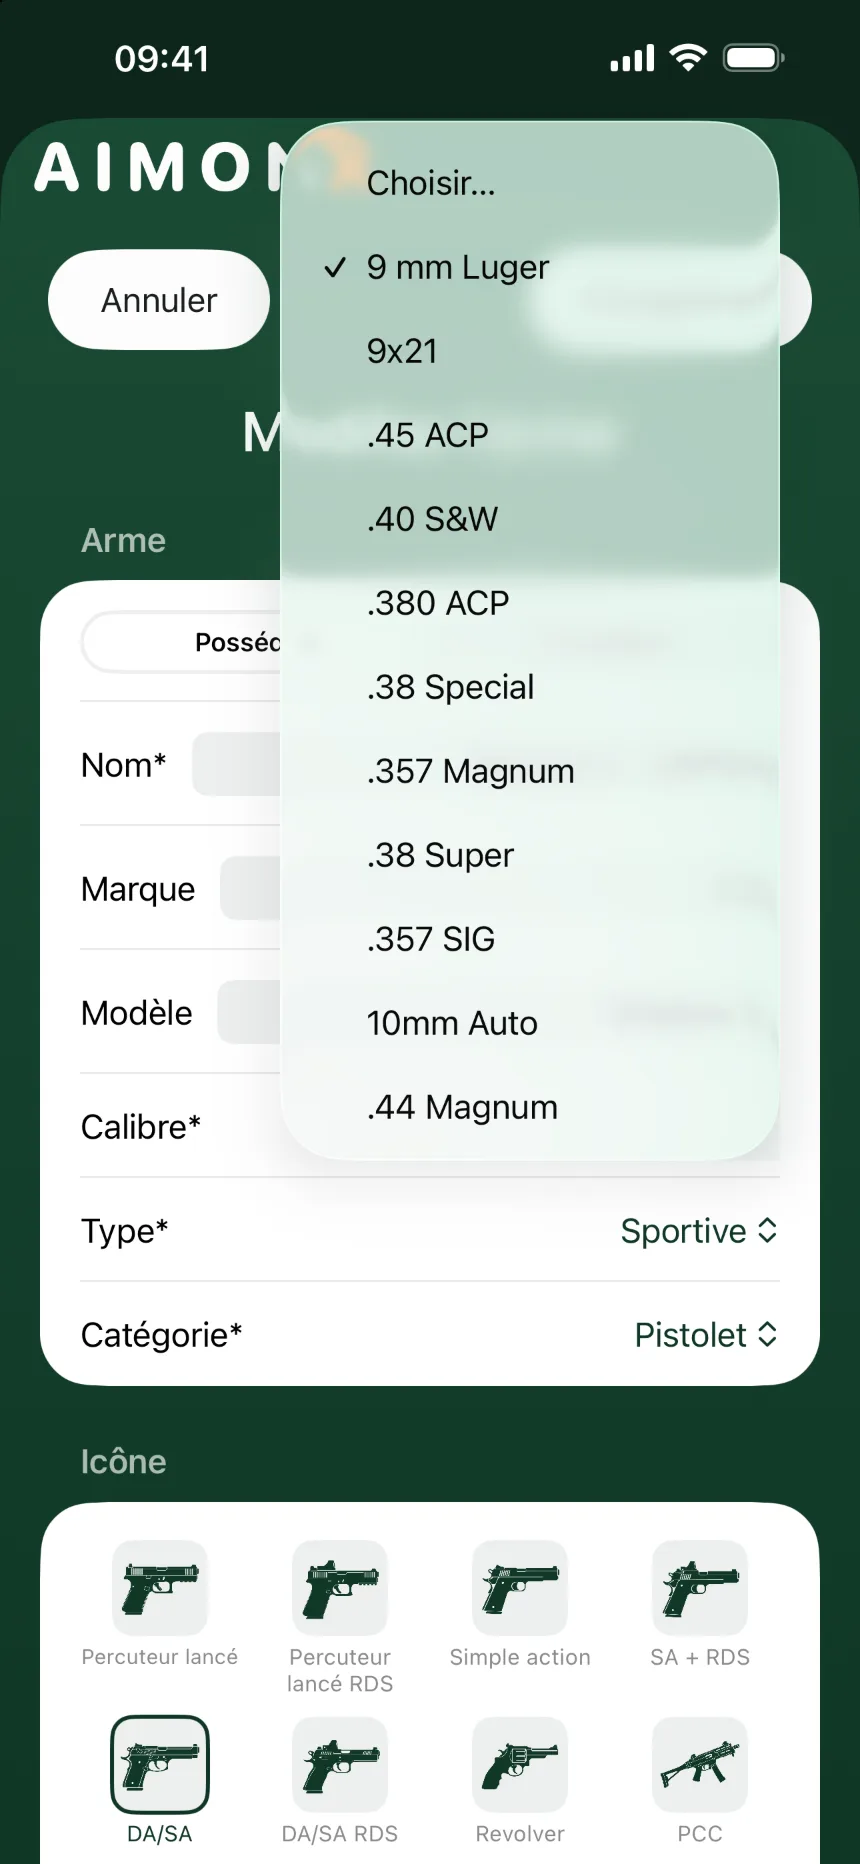 09:41
AIMON
Choisir...
Annuler
✓ 9 mm Luger
9x21
.45 ACP
.40 S&W
Arme
.380 ACP
.38 Special
Nom*
.357 Magnum
Marque
.38 Super
.357 SIG
Modèle
10mm Auto
Calibre*
.44 Magnum
Type*
Sportive
Catégorie*
Pistolet
Icône
Percuteur lancé
Percuteur
lancé RDS
Simple action
SA + RDS
DA/SA
DA/SA RDS
Revolver
PCC